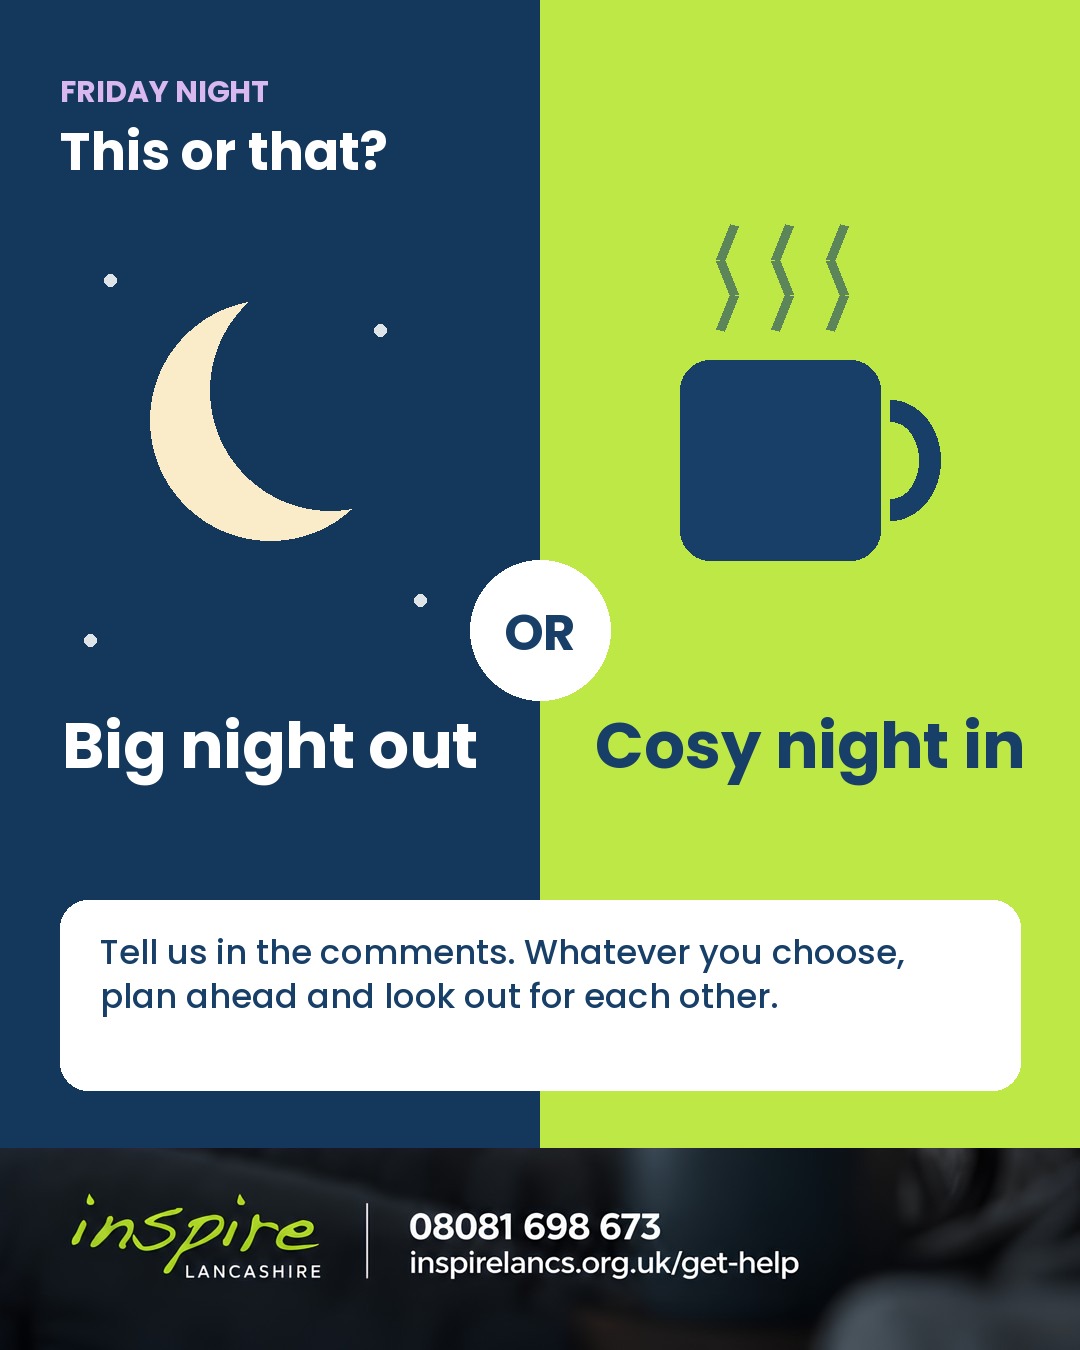 FRIDAY NIGHT
This or that?
OR
Big night out
Cosy night in
Tell us in the comments. Whatever you choose,
plan ahead and look out for each other.
inspire
LANCASHIRE
08081 698 673
inspirelancs.org.uk/get-help